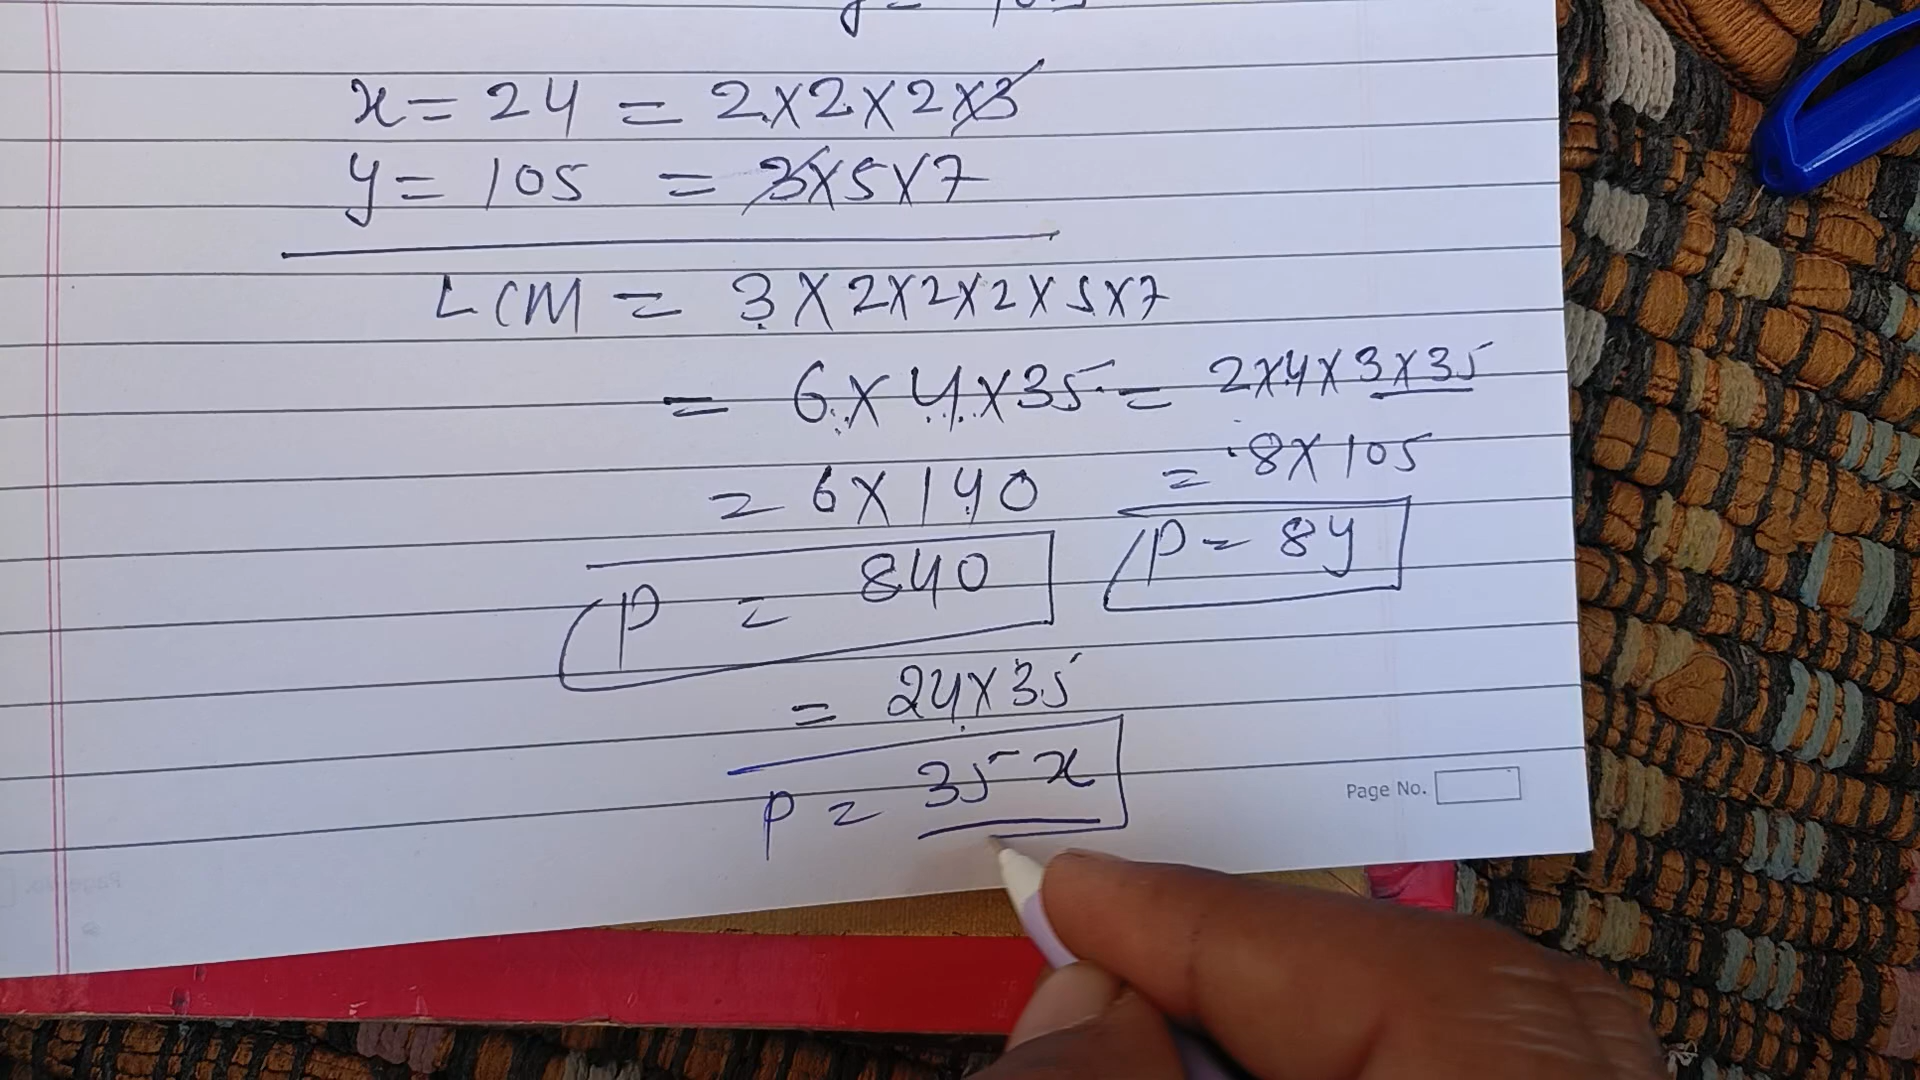 x = 24 = 2×2×2×3
y = 105 = 3×5×7
LCM = 3×2×2×2×5×7
= 6×4×35 = 2×4×3×35
= 6×140
= 8×105
P = 840
P = 8y
= 24×35
P = 35x
Page No.